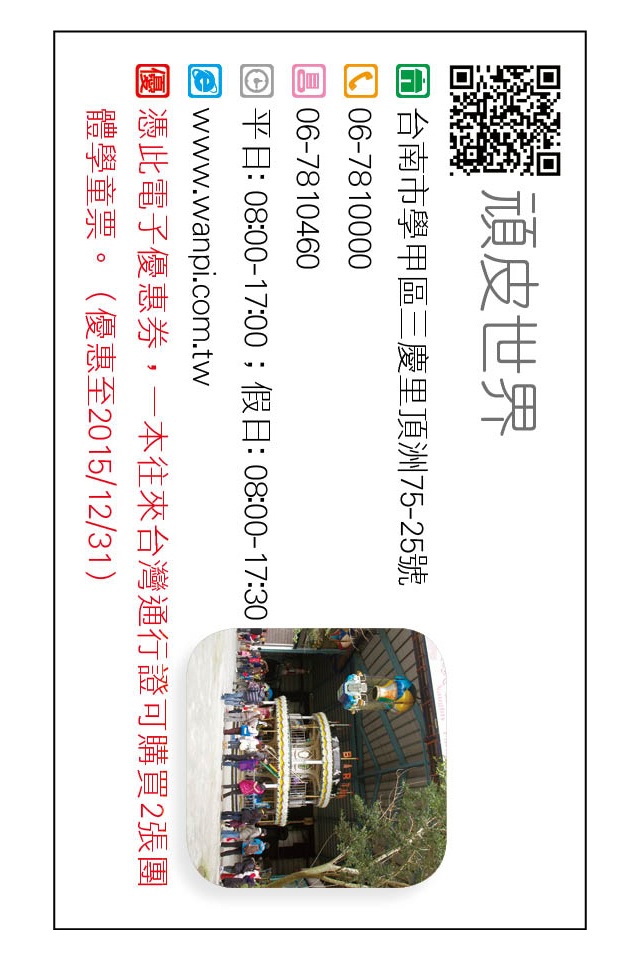 頑皮世界
台南市學甲區三慶里頂洲75-25號
06-7810000
06-7810460
平日: 08:00-17:00 ; 假日: 08:00-17:30
www.wanpi.com.tw
優 憑此電子優惠券，一本往來台灣通行證可購買2張團
體學童票。（優惠至2015/12/31）